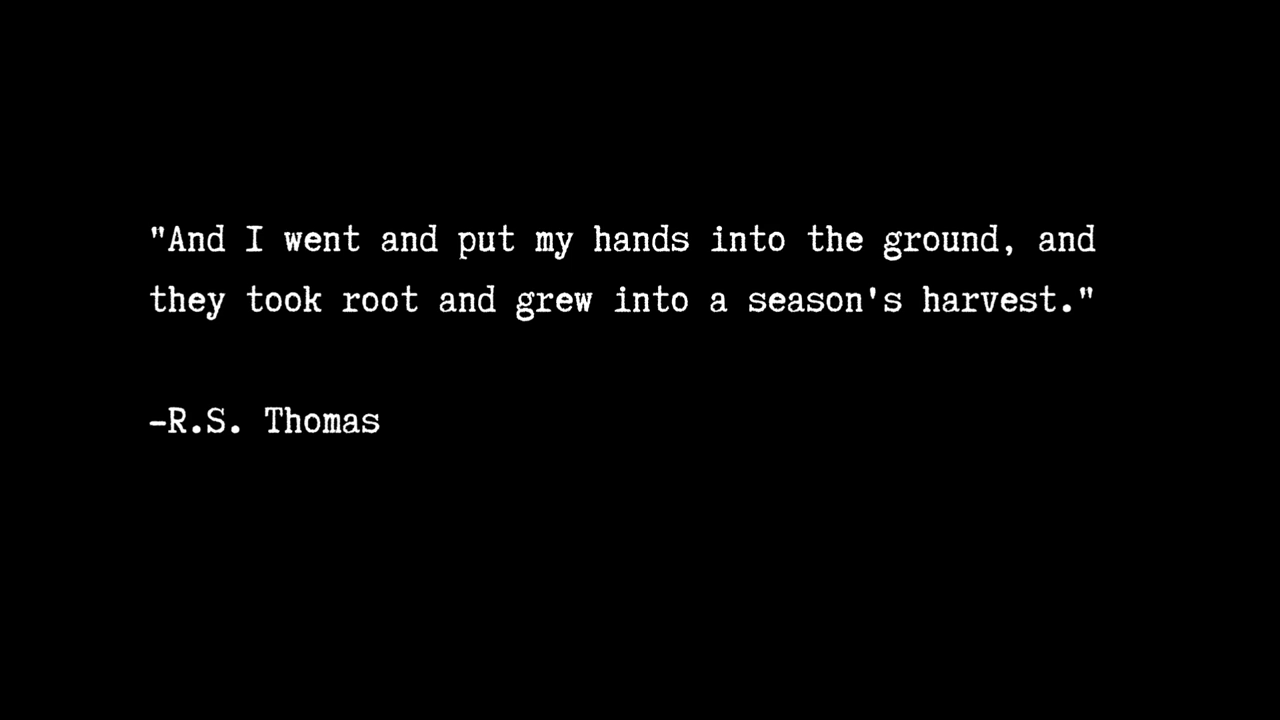 "And I went and put my hands into the ground, and
they took root and grew into a season's harvest."
–R.S. Thomas